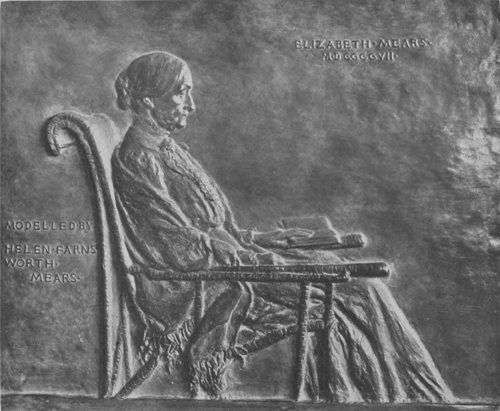 ELIZABETH·MEARS·
MDCCCCVII·
MODELLED BY
HELEN·FARNS
WORTH·
MEARS·